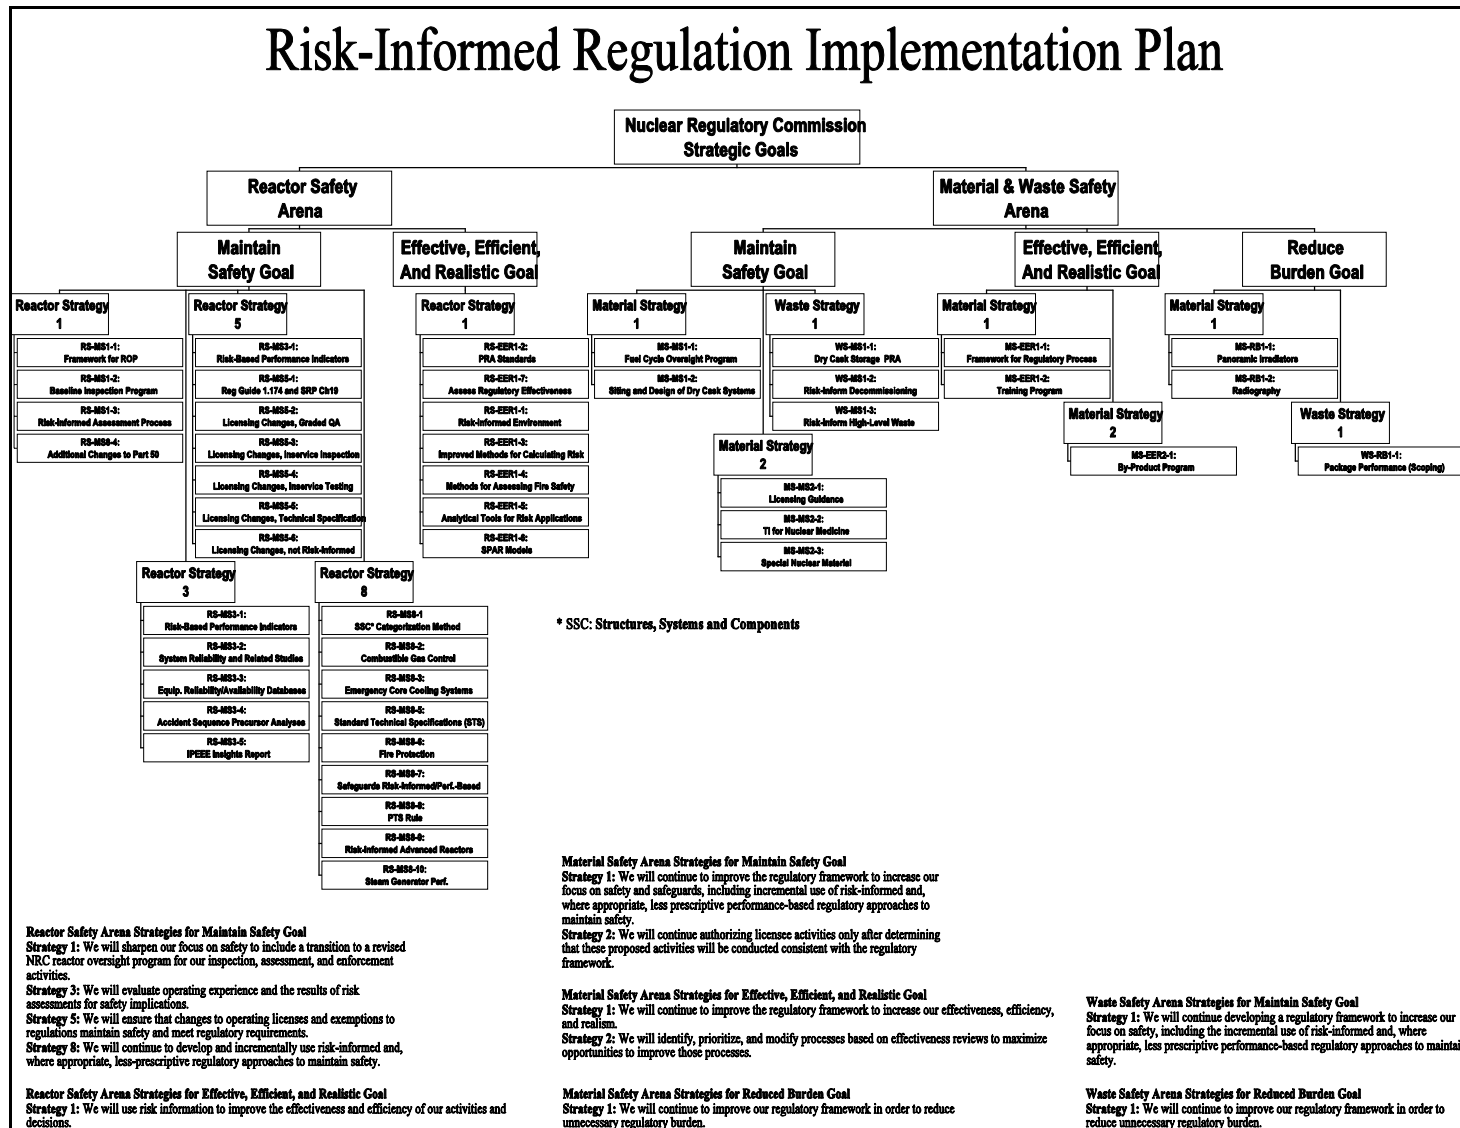 Risk-Informed Regulation Implementation Plan
Nuclear Regulatory Commission
Strategic Goals
Reactor Safety
Arena
Material & Waste Safety
Arena
Maintain
Safety Goal
Effective, Efficient,
And Realistic Goal
Maintain
Safety Goal
Effective, Efficient,
And Realistic Goal
Reduce
Burden Goal
Reactor Strategy
1
RS-MS1-1:
Framework for ROP
RS-MS1-2:
Baseline Inspection Program
RS-MS1-3:
Risk-Informed Assessment Process
RS-MS8-4:
Additional Changes to Part 50
Reactor Strategy
5
RS-MS3-1:
Risk-Based Performance Indicators
RS-MS5-1:
Reg Guide 1.174 and SRP Ch19
RS-MS5-2:
Licensing Changes, Graded QA
RS-MS5-3:
Licensing Changes, Inservice Inspection
RS-MS5-4:
Licensing Changes, Inservice Testing
RS-MS5-5:
Licensing Changes, Technical Specification
RS-MS5-6:
Licensing Changes, not Risk-Informed
Reactor Strategy
1
RS-EER1-2:
PRA Standards
RS-EER1-7:
Assess Regulatory Effectiveness
RS-EER1-1:
Risk-Informed Environment
RS-EER1-3:
Improved Methods for Calculating Risk
RS-EER1-4:
Methods for Assessing Fire Safety
RS-EER1-5:
Analytical Tools for Risk Applications
RS-EER1-6:
SPAR Models
Material Strategy
1
MS-MS1-1:
Fuel Cycle Oversight Program
MS-MS1-2:
Siting and Design of Dry Cask Systems
Waste Strategy
1
WS-MS1-1:
Dry Cask Storage PRA
WS-MS1-2:
Risk-Inform Decommissioning
WS-MS1-3:
Risk-Inform High-Level Waste
Material Strategy
2
MS-MS2-1:
Licensing Guidance
MS-MS2-2:
TI for Nuclear Medicine
MS-MS2-3:
Special Nuclear Material
Material Strategy
1
MS-EER1-1:
Framework for Regulatory Process
MS-EER1-2:
Training Program
Material Strategy
2
MS-EER2-1:
By-Product Program
Material Strategy
1
MS-RB1-1:
Panoramic Irradiators
MS-RB1-2:
Radiography
Waste Strategy
1
WS-RB1-1:
Package Performance (Scoping)
Reactor Strategy
3
RS-MS3-1:
Risk-Based Performance Indicators
RS-MS3-2:
System Reliability and Related Studies
RS-MS3-3:
Equip. Reliability/Availability Databases
RS-MS3-4:
Accident Sequence Precursor Analyses
RS-MS3-5:
IPEEE Insights Report
Reactor Strategy
8
RS-MS8-1
SSC* Categorization Method
RS-MS8-2:
Combustible Gas Control
RS-MS8-3:
Emergency Core Cooling Systems
RS-MS8-5:
Standard Technical Specifications (STS)
RS-MS8-6:
Fire Protection
RS-MS8-7:
Safeguards Risk-Informed/Perf.-Based
RS-MS8-8:
PTS Rule
RS-MS8-9:
Risk-Informed Advanced Reactors
RS-MS8-10:
Steam Generator Perf.
* SSC: Structures, Systems and Components
Reactor Safety Arena Strategies for Maintain Safety Goal
Strategy 1: We will sharpen our focus on safety to include a transition to a revised
NRC reactor oversight program for our inspection, assessment, and enforcement
activities.
Strategy 3: We will evaluate operating experience and the results of risk
assessments for safety implications.
Strategy 5: We will ensure that changes to operating licenses and exemptions to
regulations maintain safety and meet regulatory requirements.
Strategy 8: We will continue to develop and incrementally use risk-informed and,
where appropriate, less-prescriptive regulatory approaches to maintain safety.
Reactor Safety Arena Strategies for Effective, Efficient, and Realistic Goal
Strategy 1: We will use risk information to improve the effectiveness and efficiency of our activities and
decisions.
Material Safety Arena Strategies for Maintain Safety Goal
Strategy 1: We will continue to improve the regulatory framework to increase our
focus on safety and safeguards, including incremental use of risk-informed and,
where appropriate, less prescriptive performance-based regulatory approaches to
maintain safety.
Strategy 2: We will continue authorizing licensee activities only after determining
that these proposed activities will be conducted consistent with the regulatory
framework.
Material Safety Arena Strategies for Effective, Efficient, and Realistic Goal
Strategy 1: We will continue to improve the regulatory framework to increase our effectiveness, efficiency,
and realism.
Strategy 2: We will identify, prioritize, and modify processes based on effectiveness reviews to maximize
opportunities to improve those processes.
Material Safety Arena Strategies for Reduced Burden Goal
Strategy 1: We will continue to improve our regulatory framework in order to reduce
unnecessary regulatory burden.
Waste Safety Arena Strategies for Maintain Safety Goal
Strategy 1: We will continue developing a regulatory framework to increase our
focus on safety, including the incremental use of risk-informed and, where
appropriate, less prescriptive performance-based regulatory approaches to maintai
safety.
Waste Safety Arena Strategies for Reduced Burden Goal
Strategy 1: We will continue to improve our regulatory framework in order to
reduce unnecessary regulatory burden.